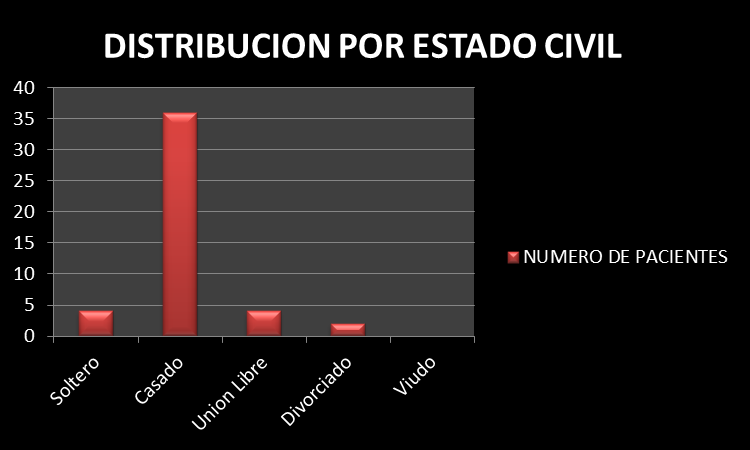 DISTRIBUCION POR ESTADO CIVIL
40
35
30
25
20
15
10
5
0
Soltero
Casado
Union Libre
Divorciado
Viudo
NUMERO DE PACIENTES